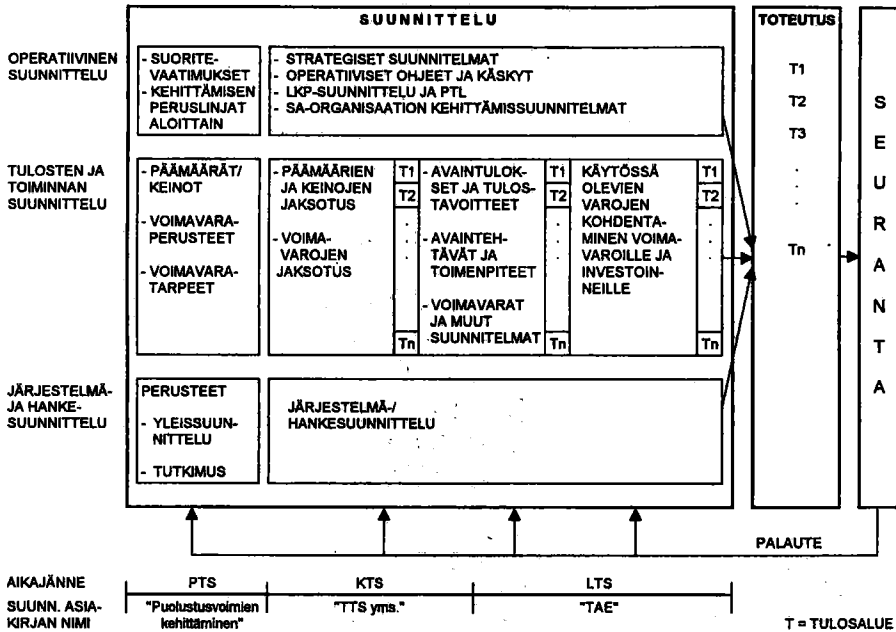 SUUNNITTELU
TOTEUTUS
SEURANTA
OPERATIIVINEN
SUUNNITTELU
- SUORITE-
VAATIMUKSET
- KEHITTÄMISEN
PERUSLINJAT
ALOITTAIN
- STRATEGISET SUUNNITELMAT
- OPERATIIVISET OHJEET JA KÄSKYT
- LKP-SUUNNITTELU JA PTL
- SA-ORGANISAATION KEHITTÄMISSUUNNITELMAT
T1
T2
T3
.
.
.
.
Tn
TULOSTEN JA
TOIMINNAN
SUUNNITTELU
- PÄÄMÄÄRÄT/
KEINOT
- VOIMAVARA-
PERUSTEET
- VOIMAVARA-
TARPEET
- PÄÄMÄÄRIEN
JA KEINOJEN
JAKSOTUS
- VOIMA-
VAROJEN
JAKSOTUS
T1
T2
.
.
.
Tn
- AVAINTULOK-
SET JA TULOS-
TAVOITTEET
- AVAINTEH-
TÄVÄT JA
TOIMENPITEET
- VOIMAVARAT
JA MUUT
SUUNNITELMAT
T1
T2
.
.
.
Tn
KÄYTÖSSÄ
OLEVIEN
VAROJEN
KOHDENTA-
MINEN VOIMA-
VAROILLE JA
INVESTOIN-
NEILLE
T1
T2
.
.
.
Tn
JÄRJESTELMÄ-
JA HANKE-
SUUNNITTELU
PERUSTEET
- YLEISSUUN-
NITTELU
- TUTKIMUS
JÄRJESTELMÄ-/
HANKESUUNNITTELU
PALAUTE
AIKAJÄNNE
PTS
KTS
LTS
SUUNN. ASIA-
KIRJAN NIMI
"Puolustusvoimien
kehittäminen"
"TTS yms."
"TAE"
T = TULOSALUE